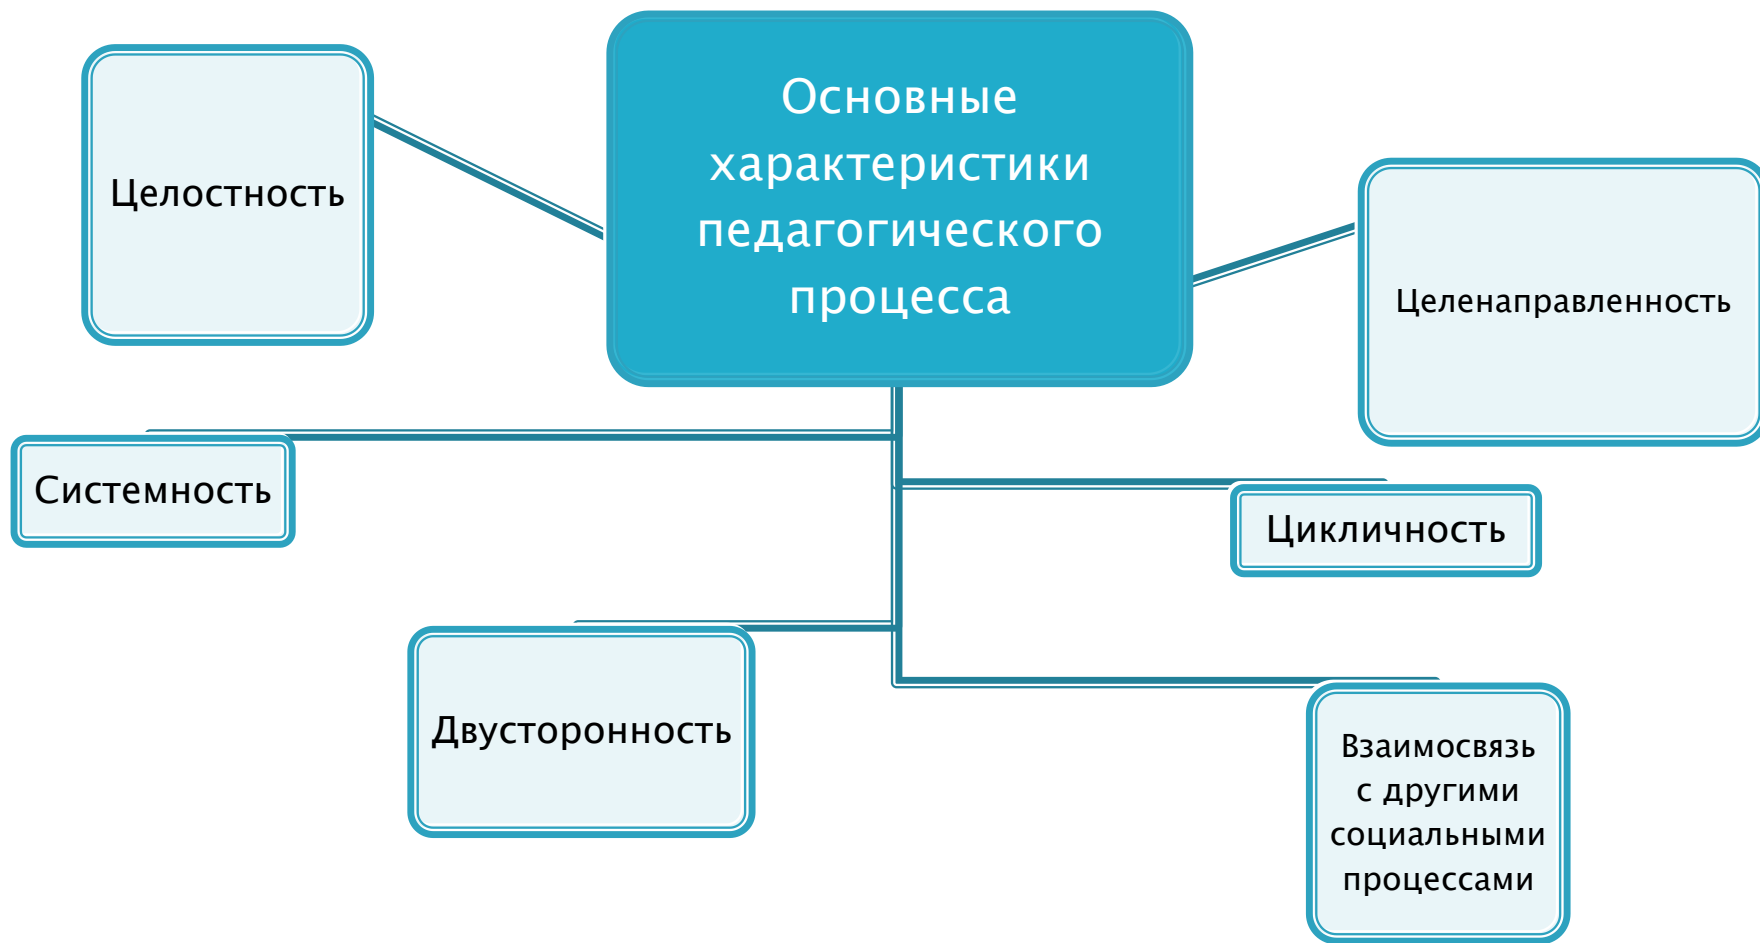 Основные
характеристики
педагогического
процесса
Целостность
Целенаправленность
Системность
Цикличность
Двусторонность
Взаимосвязь
с другими
социальными
процессами